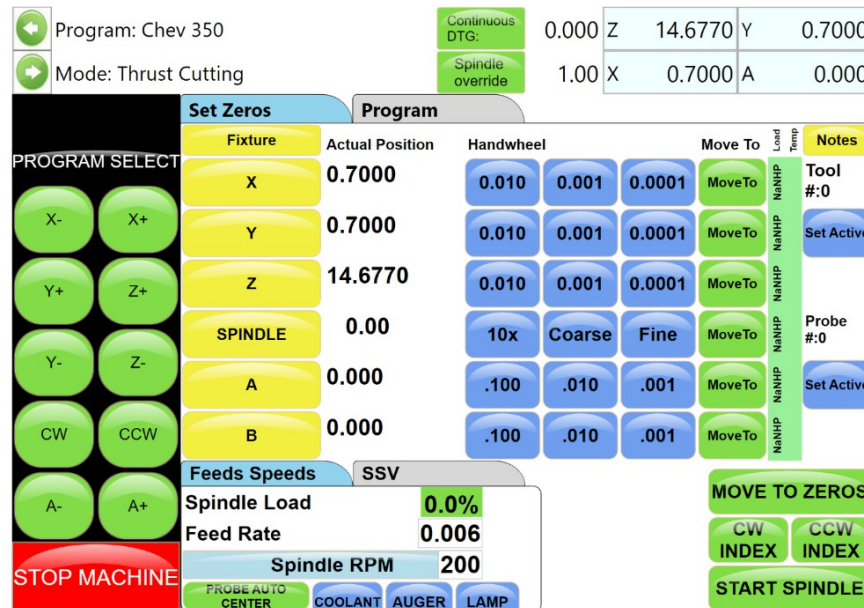 Program: Chev 350
Continuous DTG:
0.000
Z 14.6770
Y 0.7000
Mode: Thrust Cutting
Spindle override
1.00
X 0.7000
A 0.000
Set Zeros
Program
PROGRAM SELECT
X-
X+
Y+
Z+
Y-
Z-
CW
CCW
A-
A+
STOP MACHINE
Fixture
Actual Position
Handwheel
Move To
Load
Temp
Notes
X 0.7000 0.010 0.001 0.0001 MoveTo NaNHP
Tool #:0
Y 0.7000 0.010 0.001 0.0001 MoveTo NaNHP
Set Active
Z 14.6770 0.010 0.001 0.0001 MoveTo NaNHP
SPINDLE 0.00 10x Coarse Fine MoveTo NaNHP
Probe #:0
A 0.000 .100 .010 .001 MoveTo NaNHP
Set Active
B 0.000 .100 .010 .001 MoveTo NaNHP
Feeds Speeds
SSV
Spindle Load 0.0%
Feed Rate 0.006
Spindle RPM 200
PROBE AUTO CENTER
COOLANT
AUGER
LAMP
MOVE TO ZEROS
CW INDEX
CCW INDEX
START SPINDLE